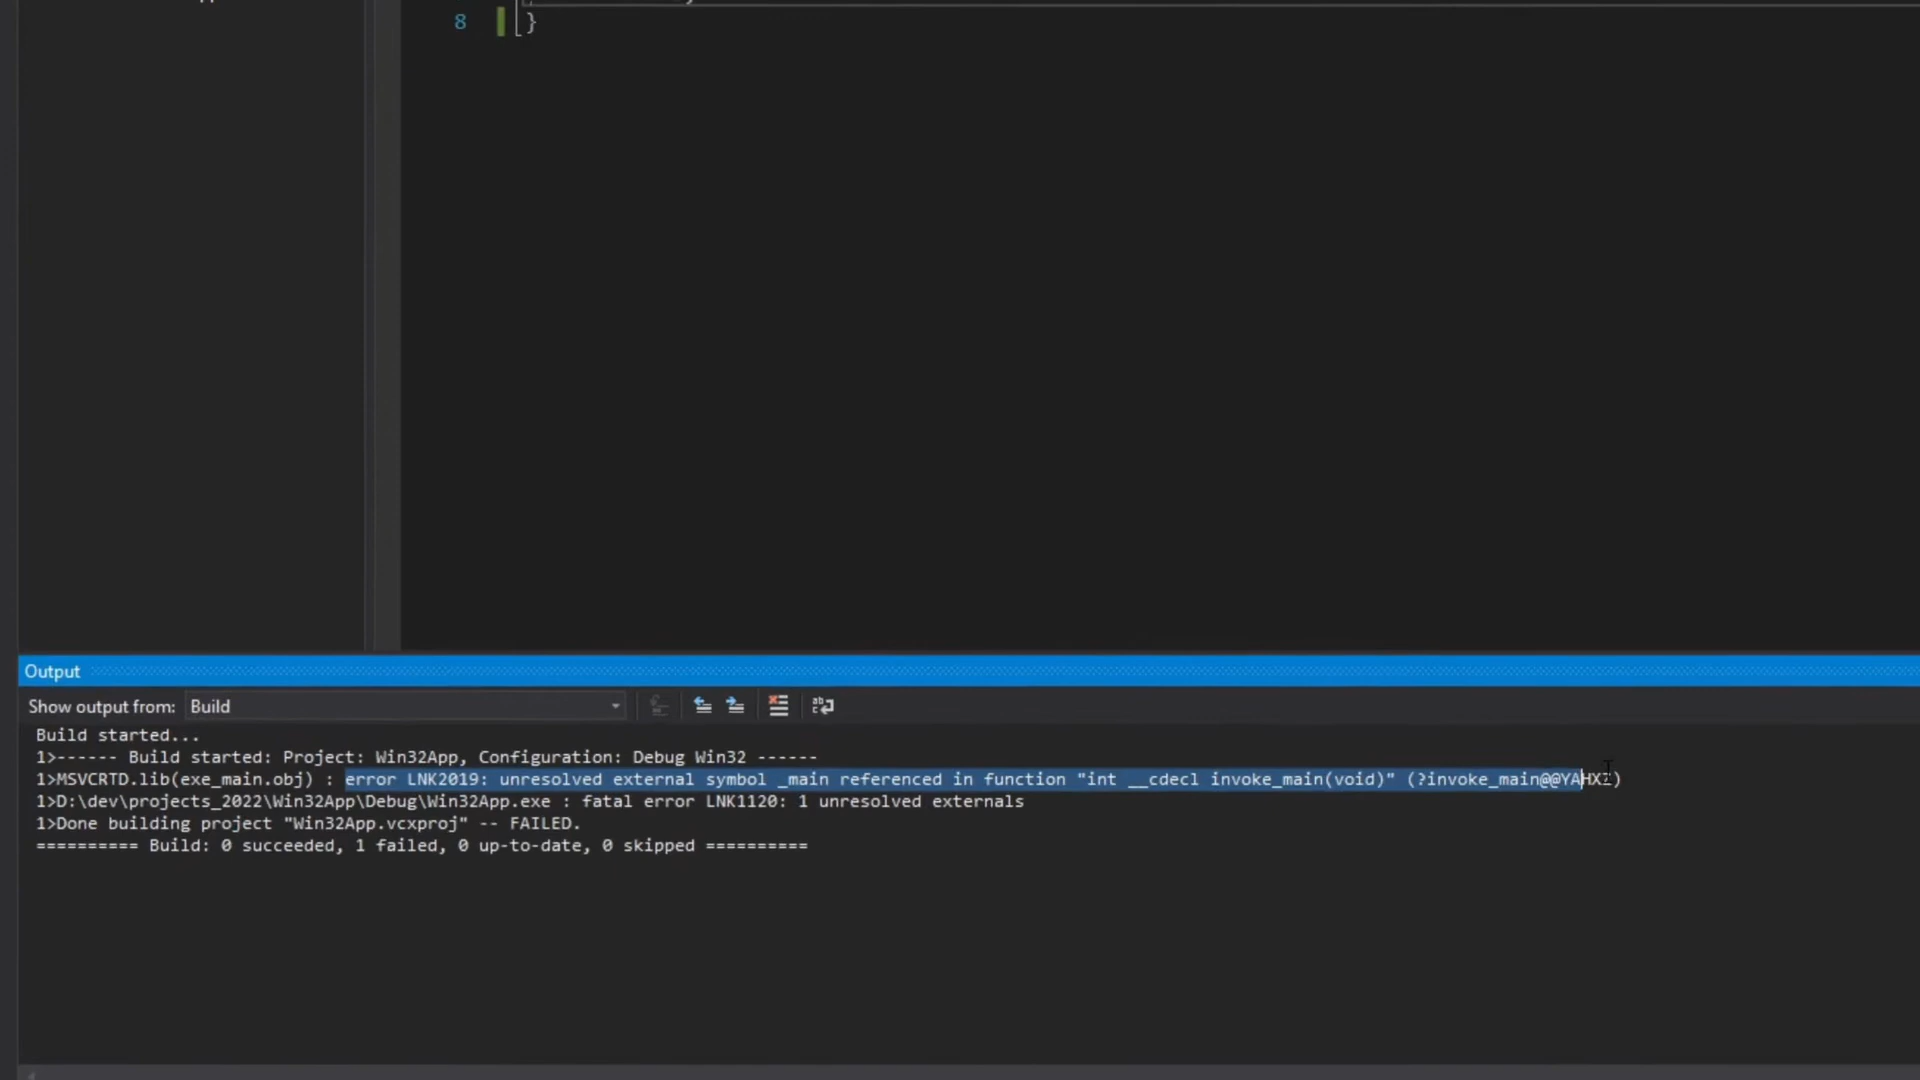 8 }
Output
Show output from: Build
Build started...
1>------ Build started: Project: Win32App, Configuration: Debug Win32 ------
1>MSVCRTD.lib(exe_main.obj) : error LNK2019: unresolved external symbol _main referenced in function "int __cdecl invoke_main(void)" (?invoke_main@@YAHXZ)
1>D:\dev\projects_2022\Win32App\Debug\Win32App.exe : fatal error LNK1120: 1 unresolved externals
1>Done building project "Win32App.vcxproj" -- FAILED.
========== Build: 0 succeeded, 1 failed, 0 up-to-date, 0 skipped ==========